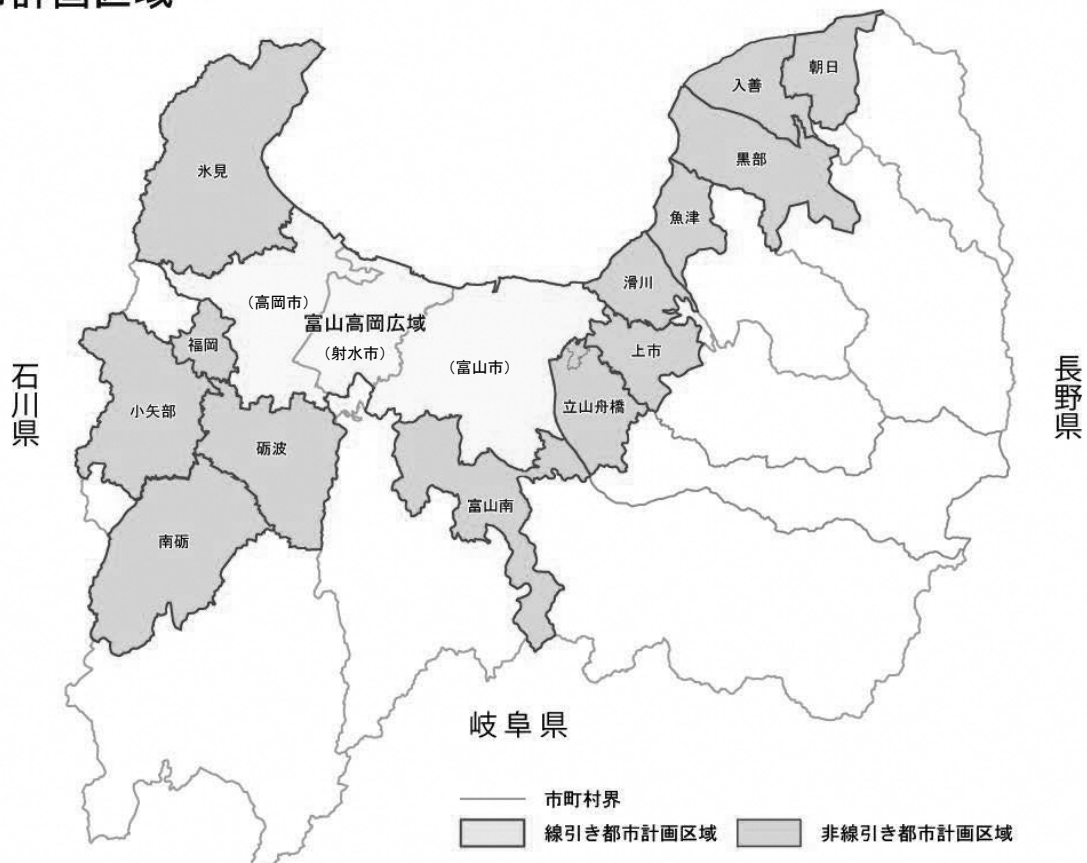 計画区域
朝日
入善
黒部
氷見
魚津
滑川
(高岡市)
富山高岡広域
(射水市)
(富山市)
福岡
上市
石川県
長野県
小矢部
立山舟橋
砺波
富山南
南砺
岐阜県
市町村界
線引き都市計画区域
非線引き都市計画区域